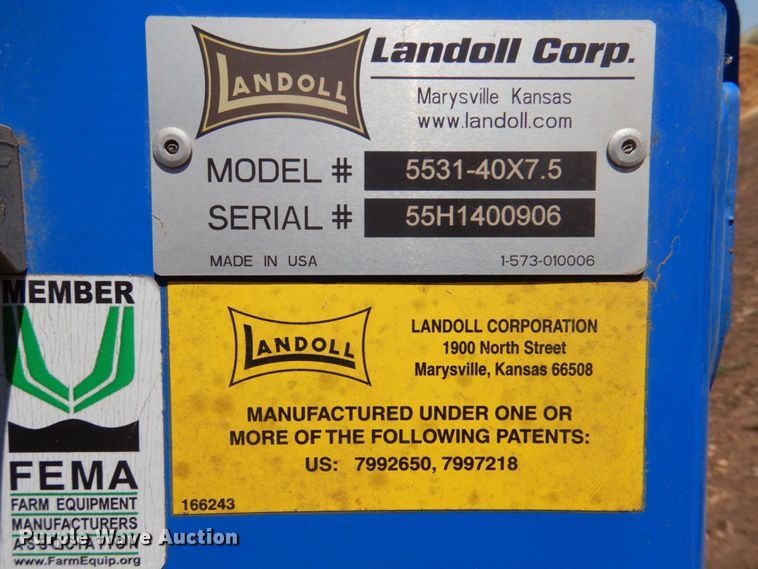 LANDOLL
Landoll Corp.
Marysville Kansas
www.landoll.com
MODEL # 5531-40X7.5
SERIAL # 55H1400906
MADE IN USA 1-573-010006
MEMBER
FEMA
FARM EQUIPMENT
MANUFACTURERS
ASSOCIATION
www.FarmEquip.org
LANDOLL
LANDOLL CORPORATION
1900 North Street
Marysville, Kansas 66508
MANUFACTURED UNDER ONE OR
MORE OF THE FOLLOWING PATENTS:
US: 7992650, 7997218
166243
Purple Wave Auction